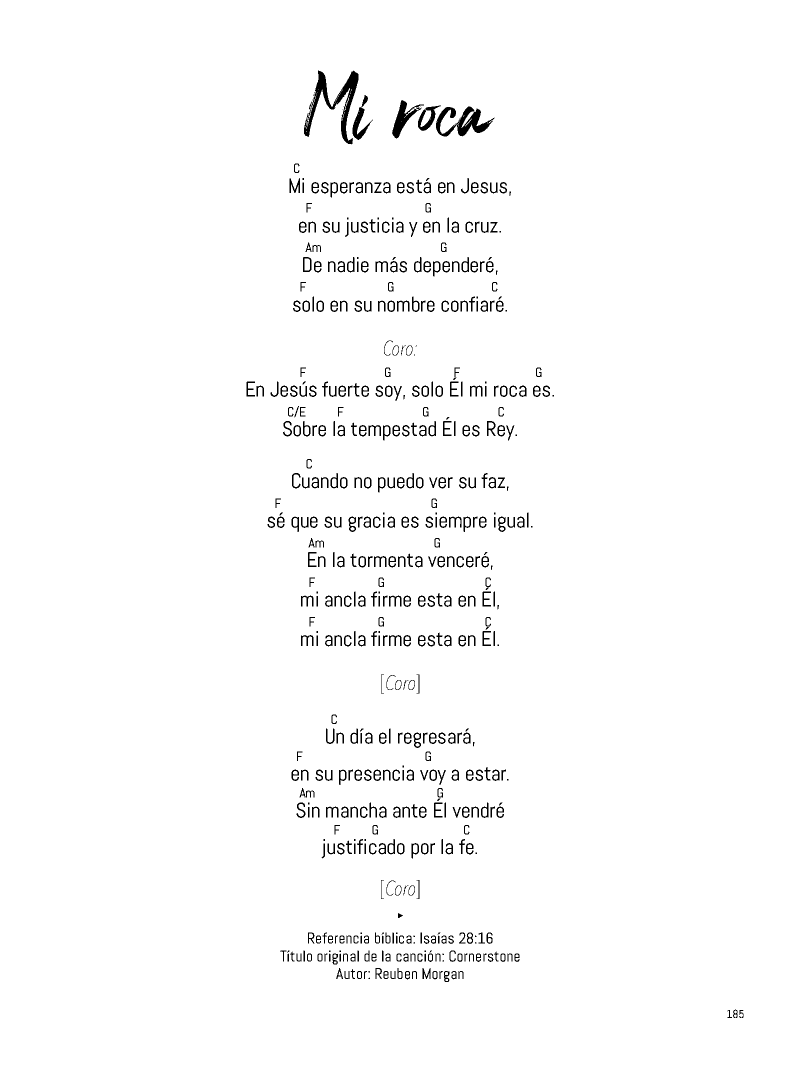 Mi roca
C
Mi esperanza está en Jesus,
F G
en su justicia y en la cruz.
Am G
De nadie más dependeré,
F G C
solo en su nombre confiaré.
Coro:
F G F G
En Jesús fuerte soy, solo Él mi roca es.
C/E F G C
Sobre la tempestad Él es Rey.
C
Cuando no puedo ver su faz,
F G
sé que su gracia es siempre igual.
Am G
En la tormenta venceré,
F G C
mi ancla firme esta en Él,
F G C
mi ancla firme esta en Él.
[Coro]
C
Un día el regresará,
F G
en su presencia voy a estar.
Am G
Sin mancha ante Él vendré
F G C
justificado por la fe.
[Coro]
Referencia bíblica: Isaías 28:16
Título original de la canción: Cornerstone
Autor: Reuben Morgan
185